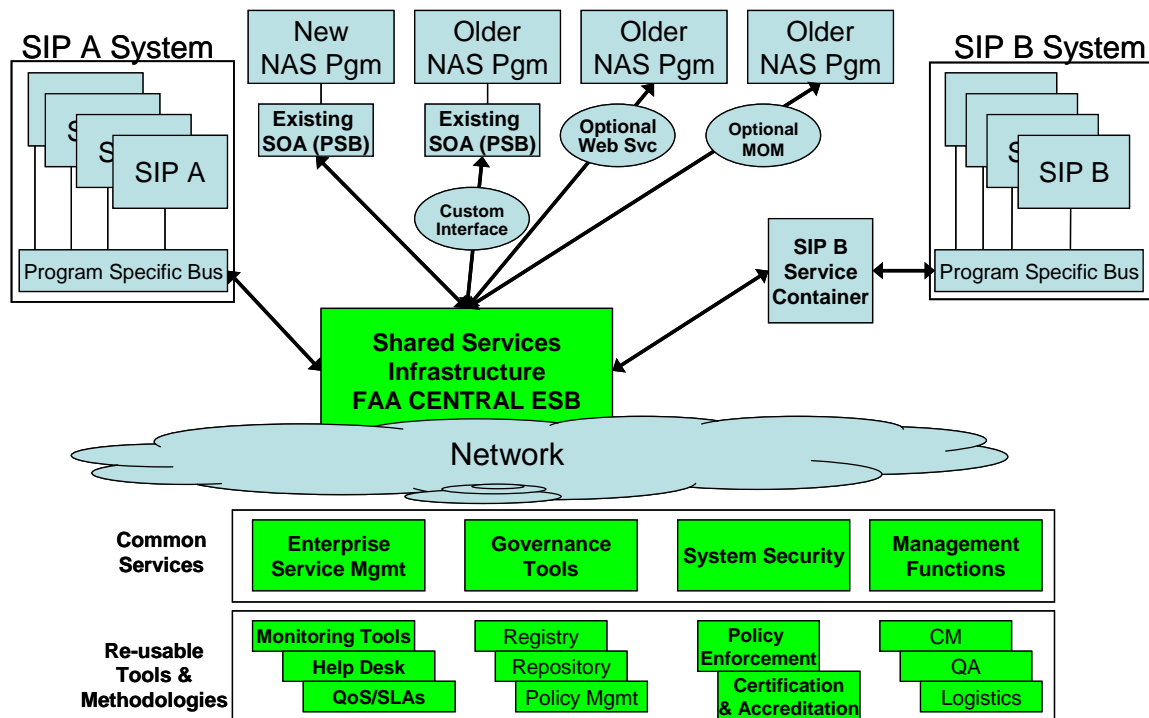 SIP A System
New
NAS Pgm
Older
NAS Pgm
Older
NAS Pgm
Older
NAS Pgm
SIP B System
S
S
S
SIP A
Program Specific Bus
Existing
SOA (PSB)
Existing
SOA (PSB)
Optional
Web Svc
Optional
MOM
Custom
Interface
S
SIP B
Program Specific Bus
SIP B
Service
Container
Shared Services
Infrastructure
FAA CENTRAL ESB
Network
Common
Services
Enterprise
Service Mgmt
Governance
Tools
System Security
Management
Functions
Re-usable
Tools &
Methodologies
Monitoring Tools
Help Desk
QoS/SLAs
Registry
Repository
Policy Mgmt
Policy
Enforcement
Certification
& Accreditation
CM
QA
Logistics